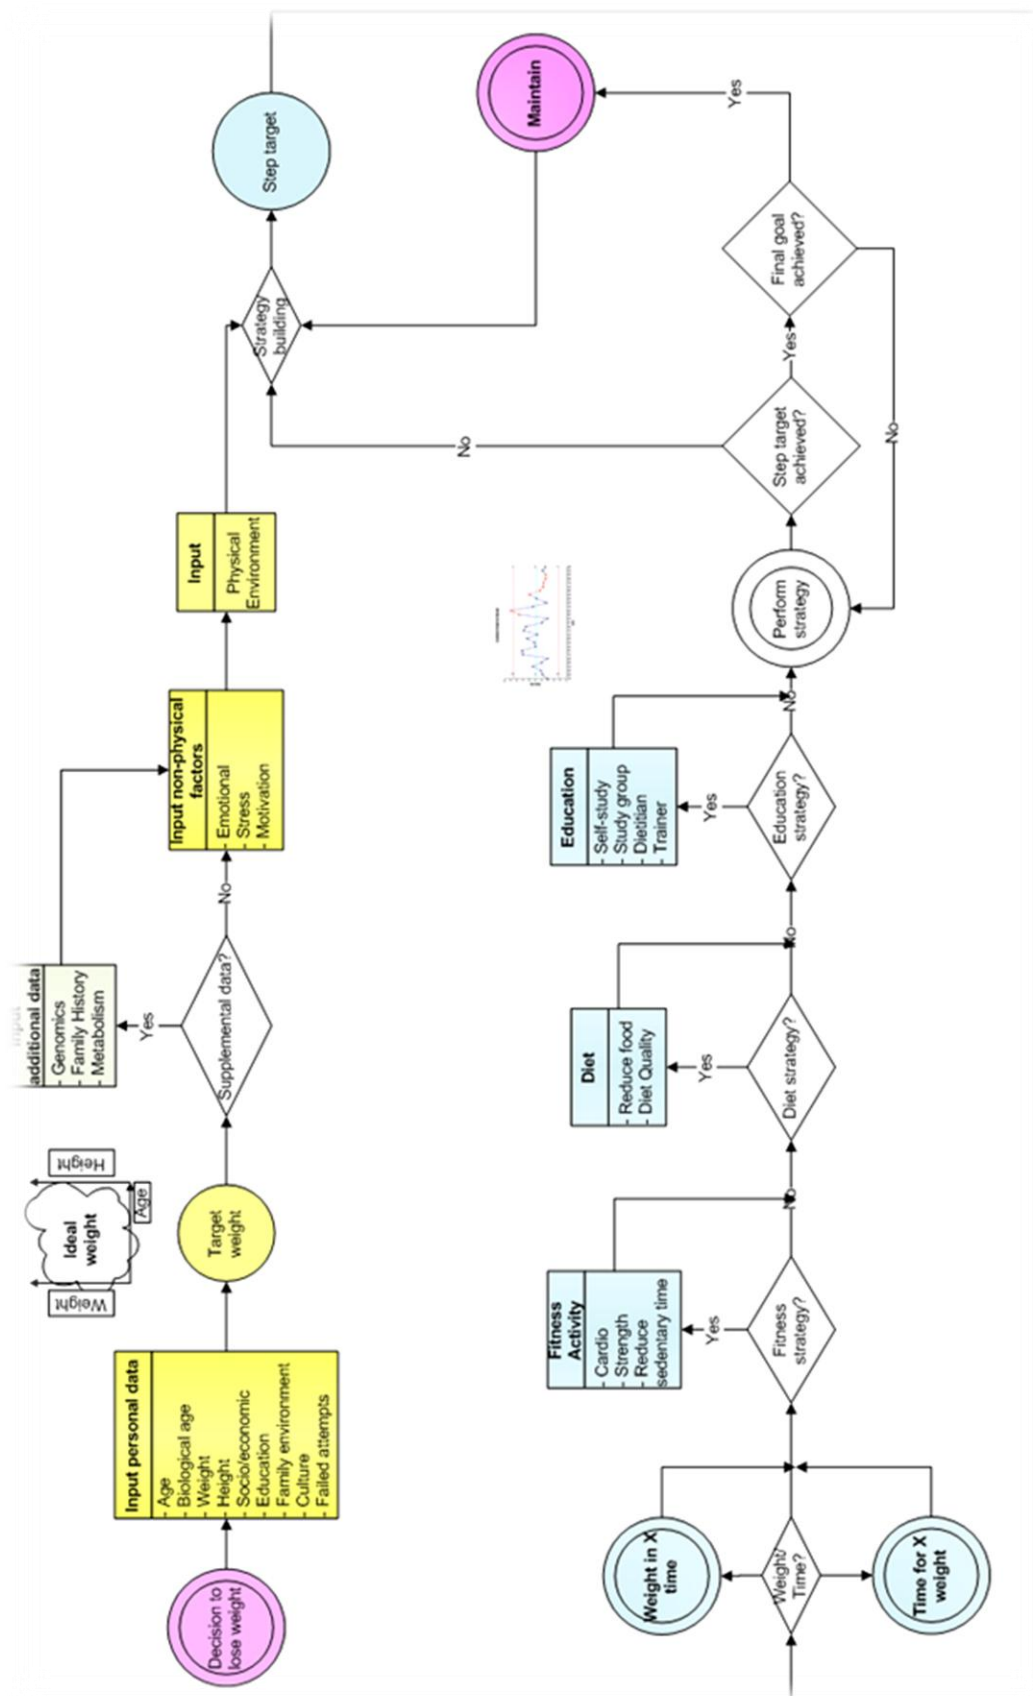 Decision to
lose weight
Input personal data
- Age
- Biological age
- Weight
- Height
- Socio/economic
- Education
- Family environment
- Culture
- Failed attempts
Weight
Ideal
weight
Age
Height
Target
weight
Supplemental data?
Yes
No
Input
additional data
- Genomics
- Family History
- Metabolism
Input non-physical
factors
- Emotional
- Stress
- Motivation
Input
Physical
Environment
Strategy
building
Step target
Maintain
Weight/
Time?
Weight in X
time
Time for X
weight
Fitness
strategy?
Yes
No
Fitness
Activity
- Cardio
- Strength
- Reduce
sedentary time
Diet strategy?
Yes
No
Diet
- Reduce food
- Diet Quality
Education
strategy?
Yes
No
Education
- Self-study
- Study group
- Dietitian
- Trainer
Perform
strategy
Step target
achieved?
No
Yes
Final goal
achieved?
No
Yes